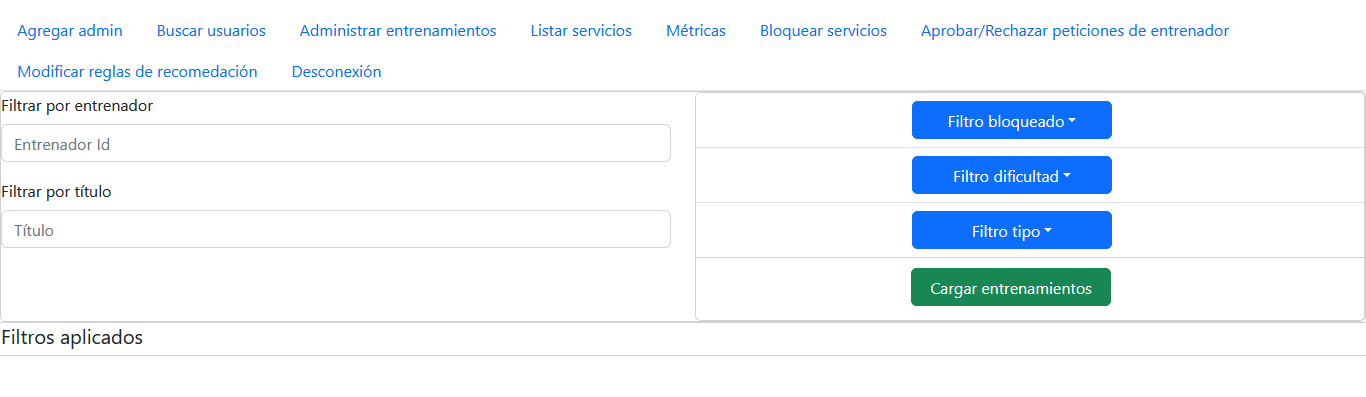 Agregar admin Buscar usuarios Administrar entrenamientos Listar servicios Métricas Bloquear servicios Aprobar/Rechazar peticiones de entrenador
Modificar reglas de recomedación Desconexión
Filtrar por entrenador
Entrenador Id
Filtrar por título
Título
Filtro bloqueado
Filtro dificultad
Filtro tipo
Cargar entrenamientos
Filtros aplicados